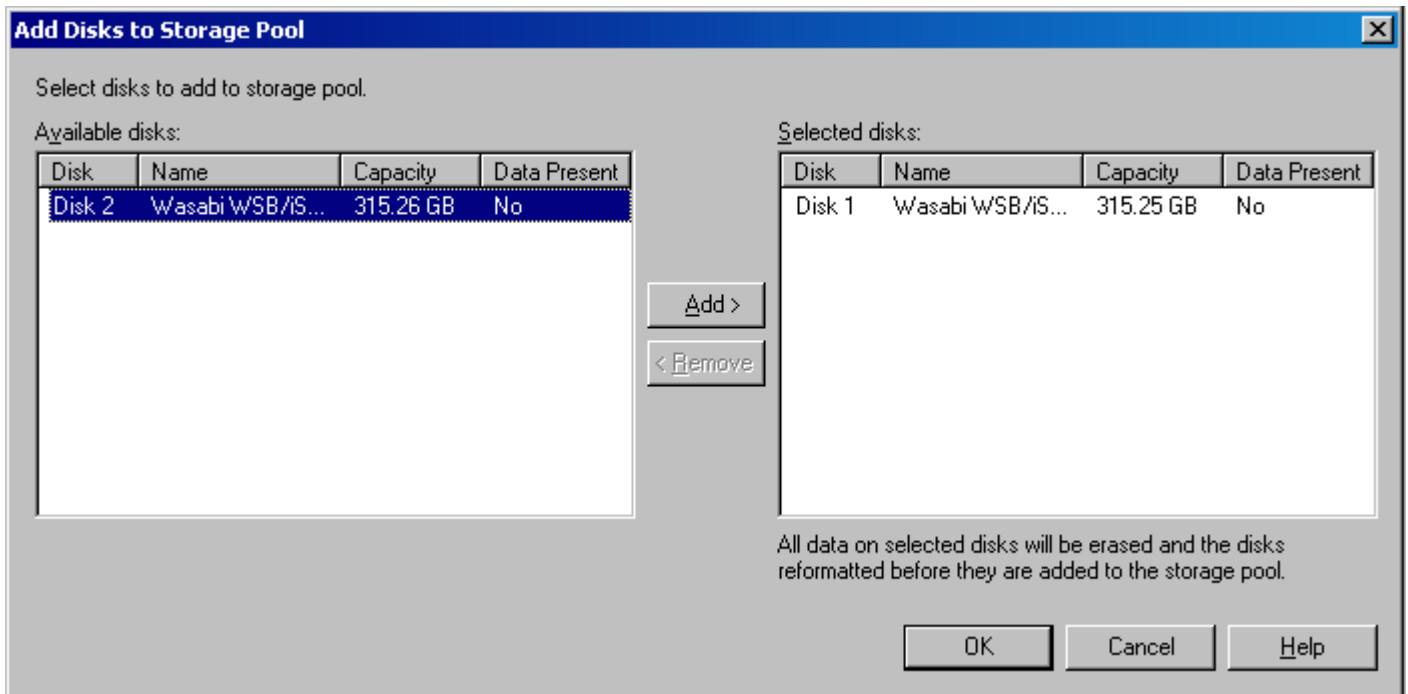 Add Disks to Storage Pool
Select disks to add to storage pool.
Available disks:
Disk Name Capacity Data Present
Disk 2 Wasabi WSB/iS... 315.26 GB No
Add >
< Remove
Selected disks:
Disk Name Capacity Data Present
Disk 1 Wasabi WSB/iS... 315.25 GB No
All data on selected disks will be erased and the disks
reformatted before they are added to the storage pool.
OK Cancel Help